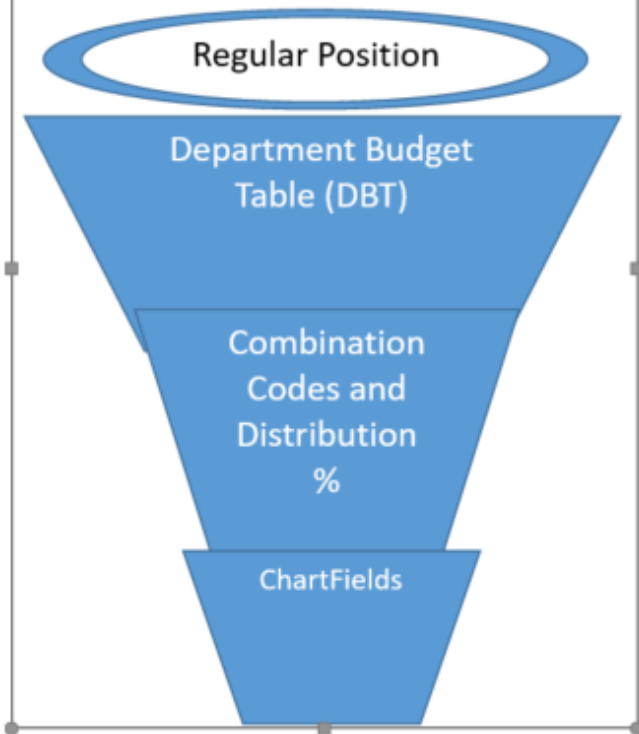 Regular Position
Department Budget
Table (DBT)
Combination
Codes and
Distribution
%
ChartFields